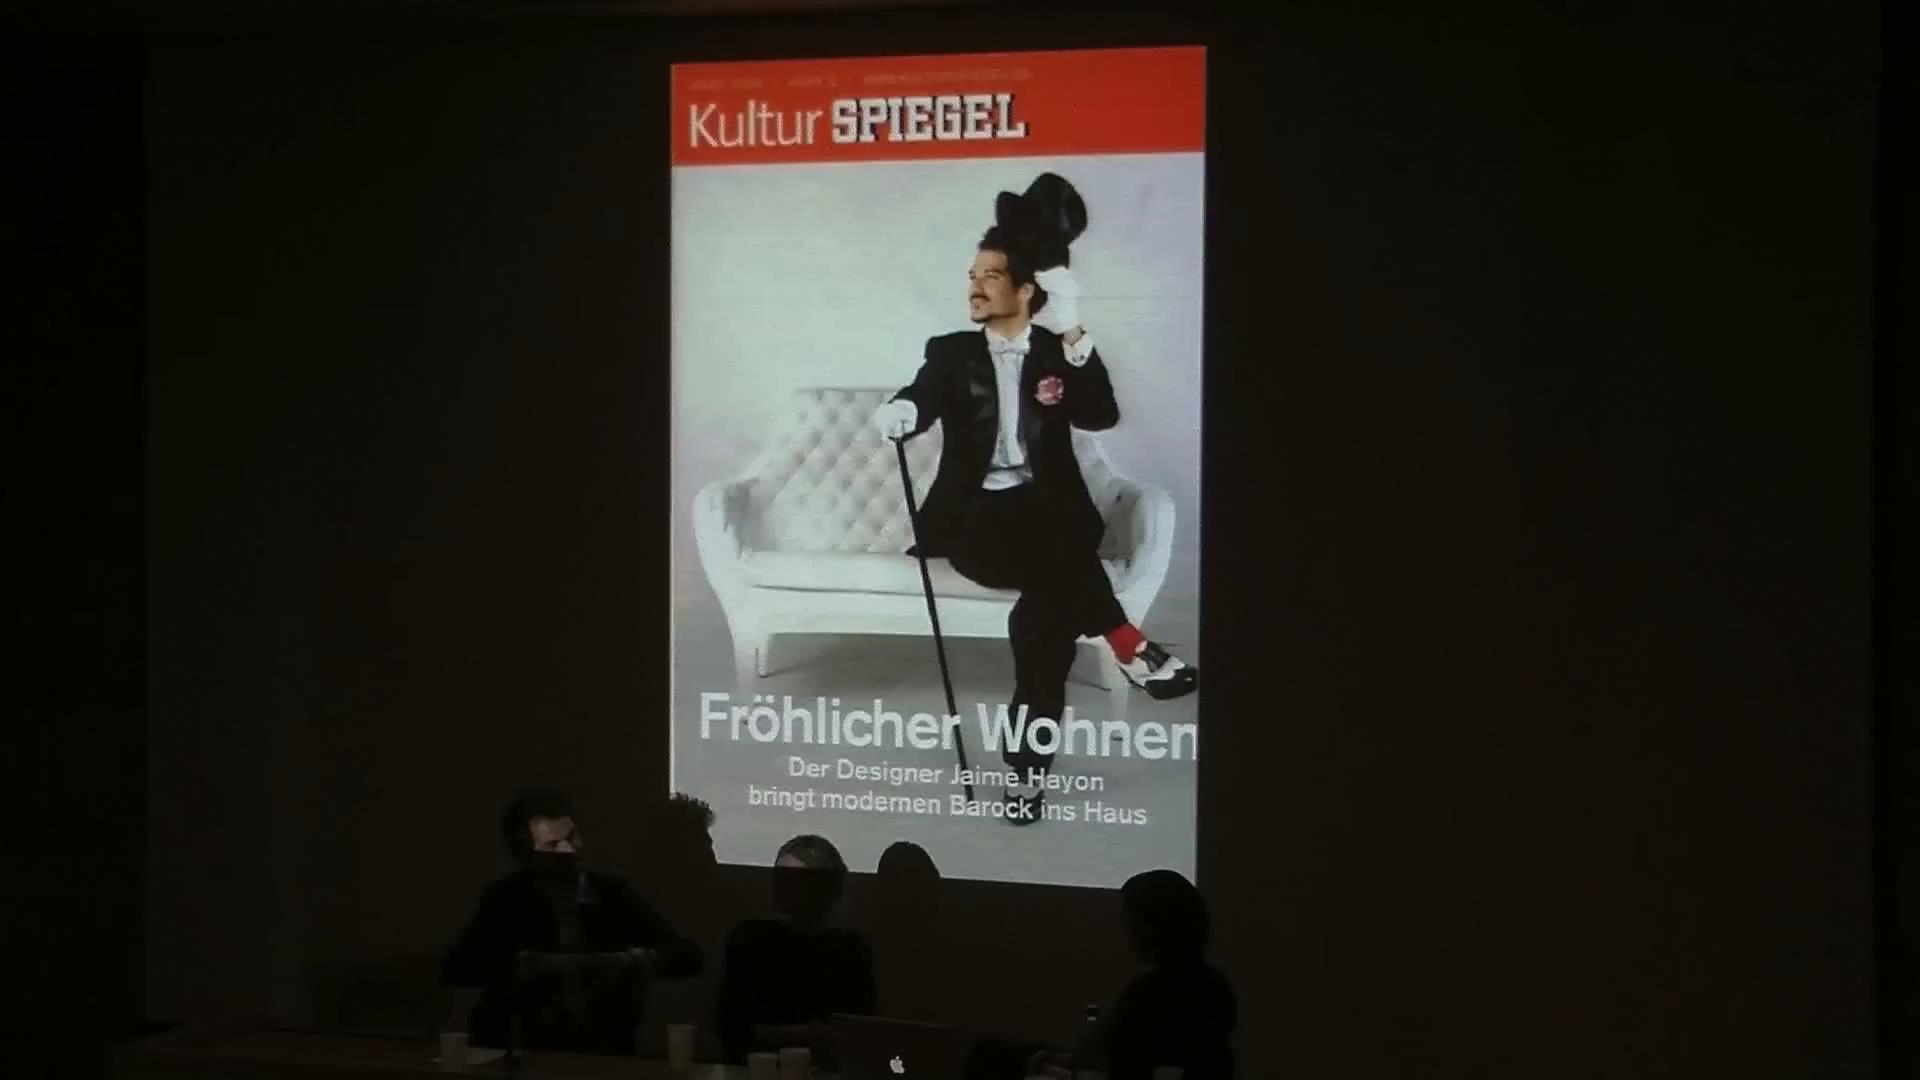 Kultur SPIEGEL
Fröhlicher Wohnen
Der Designer Jaime Hayon
bringt modernen Barock ins Haus